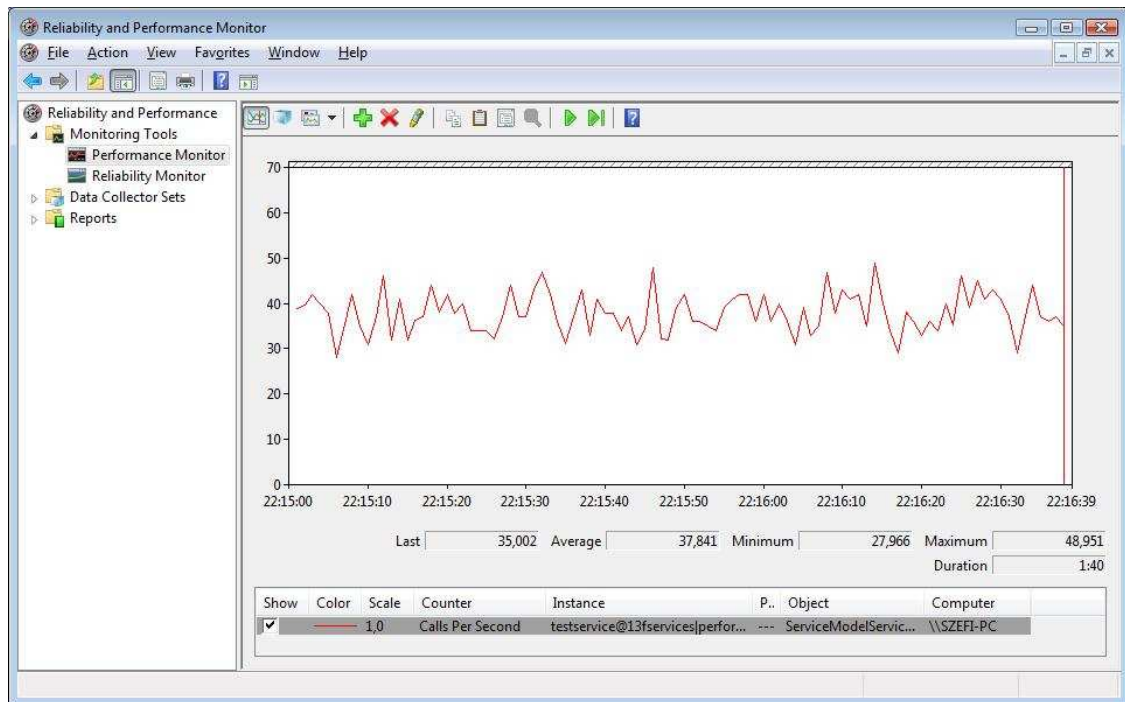 Reliability and Performance Monitor
File Action View Favorites Window Help
Reliability and Performance
Monitoring Tools
Performance Monitor
Reliability Monitor
Data Collector Sets
Reports
70
60
50
40
30
20
10
0
22:15:00 22:15:10 22:15:20 22:15:30 22:15:40 22:15:50 22:16:00 22:16:10 22:16:20 22:16:30 22:16:39
Last 35,002 Average 37,841 Minimum 27,966 Maximum 48,951
Duration 1:40
Show Color Scale Counter Instance P.. Object Computer
1,0 Calls Per Second testservice@13fservices|perfor... --- ServiceModelServic... \\SZEFI-PC